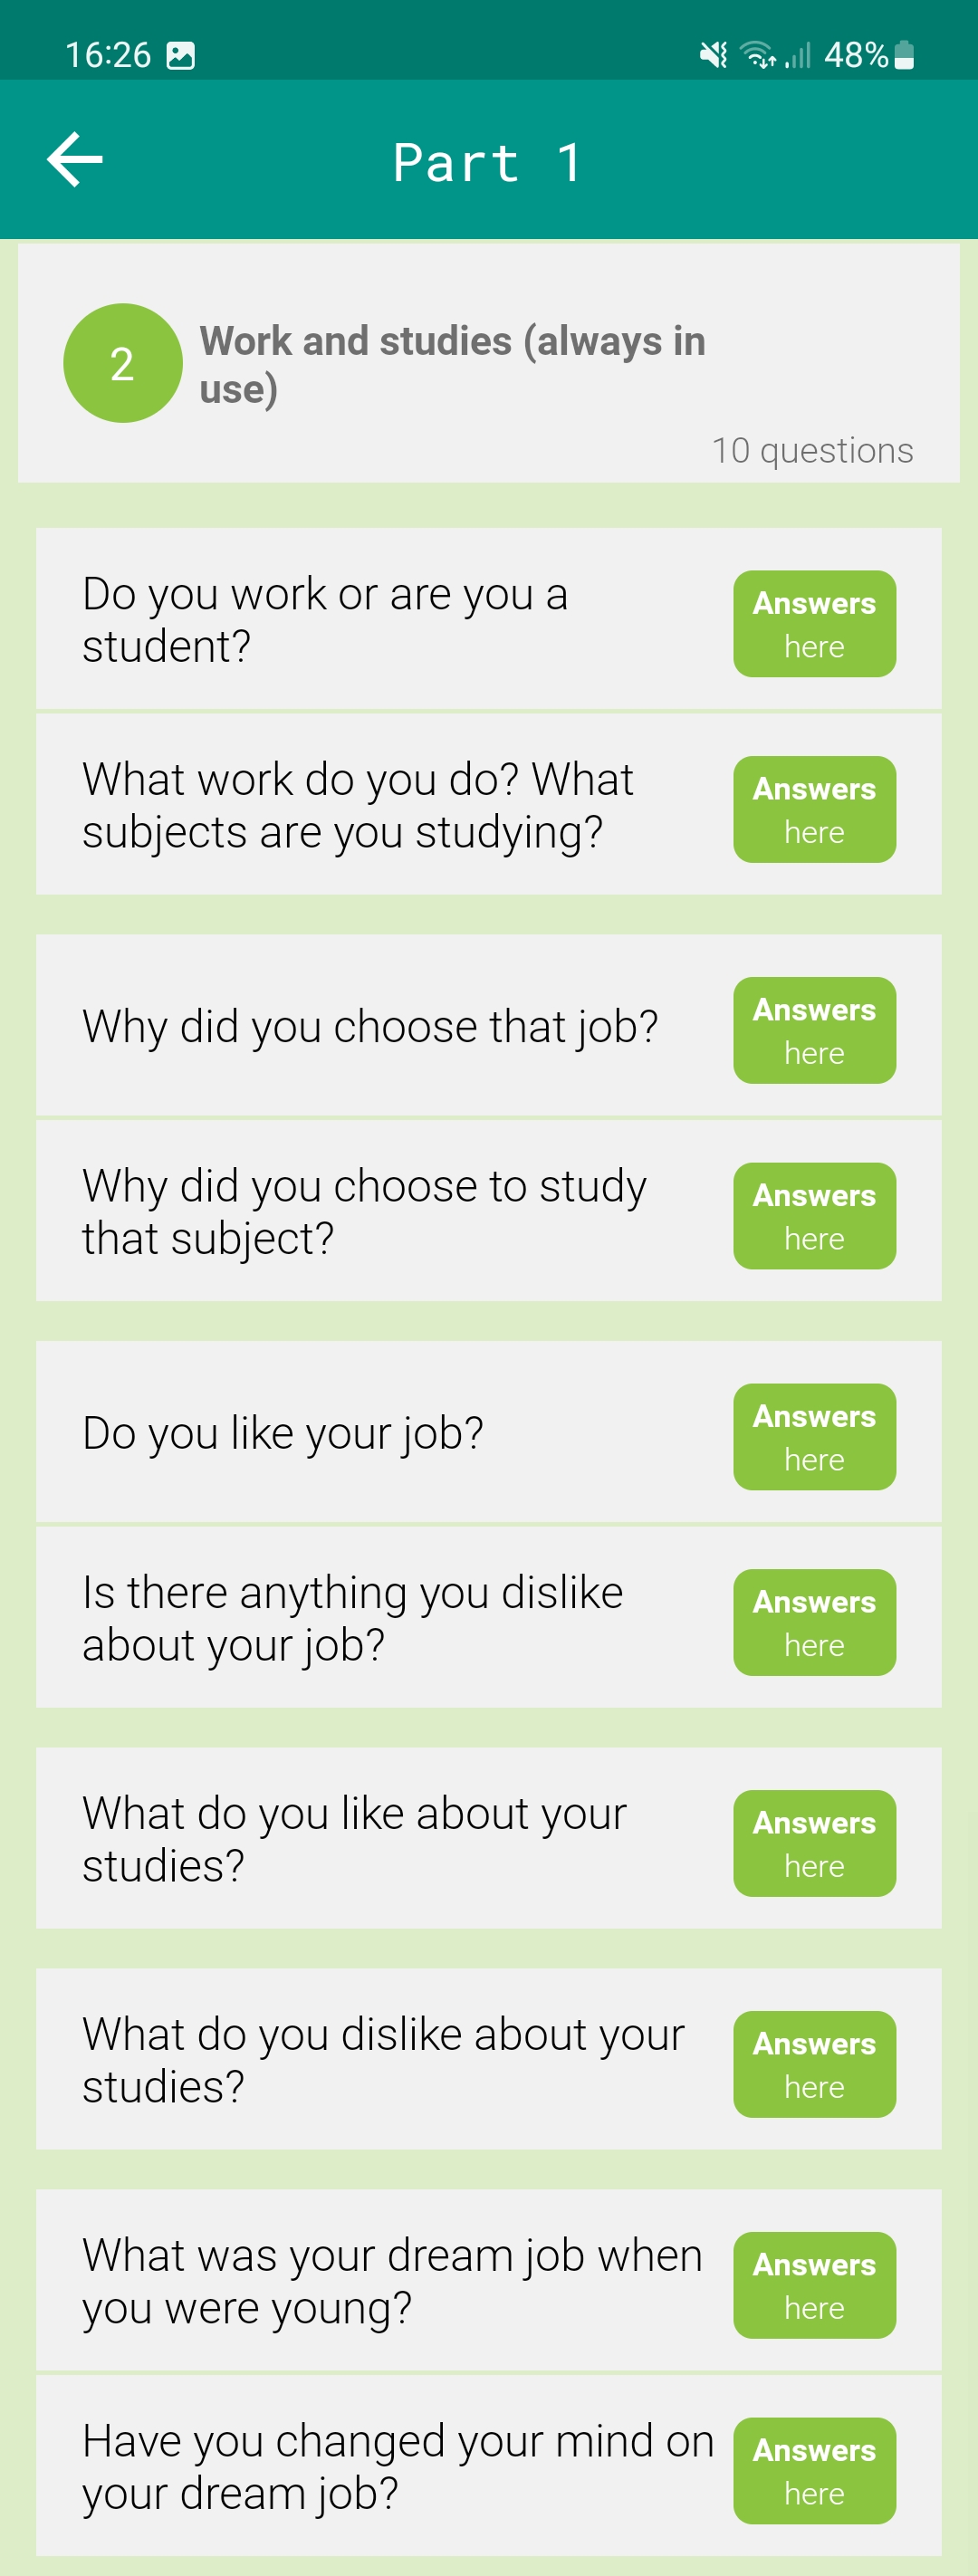 16:26
48%
Part 1
2
Work and studies (always in
use)
10 questions
Do you work or are you a
student?
Answers
here
What work do you do? What
subjects are you studying?
Answers
here
Why did you choose that job?
Answers
here
Why did you choose to study
that subject?
Answers
here
Do you like your job?
Answers
here
Is there anything you dislike
about your job?
Answers
here
What do you like about your
studies?
Answers
here
What do you dislike about your
studies?
Answers
here
What was your dream job when
you were young?
Answers
here
Have you changed your mind on
your dream job?
Answers
here